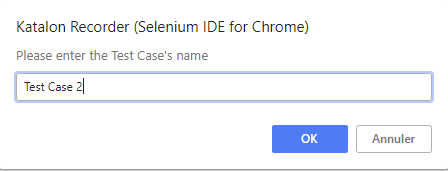 Katalon Recorder (Selenium IDE for Chrome)
Please enter the Test Case's name
Test Case 2
OK
Annuler